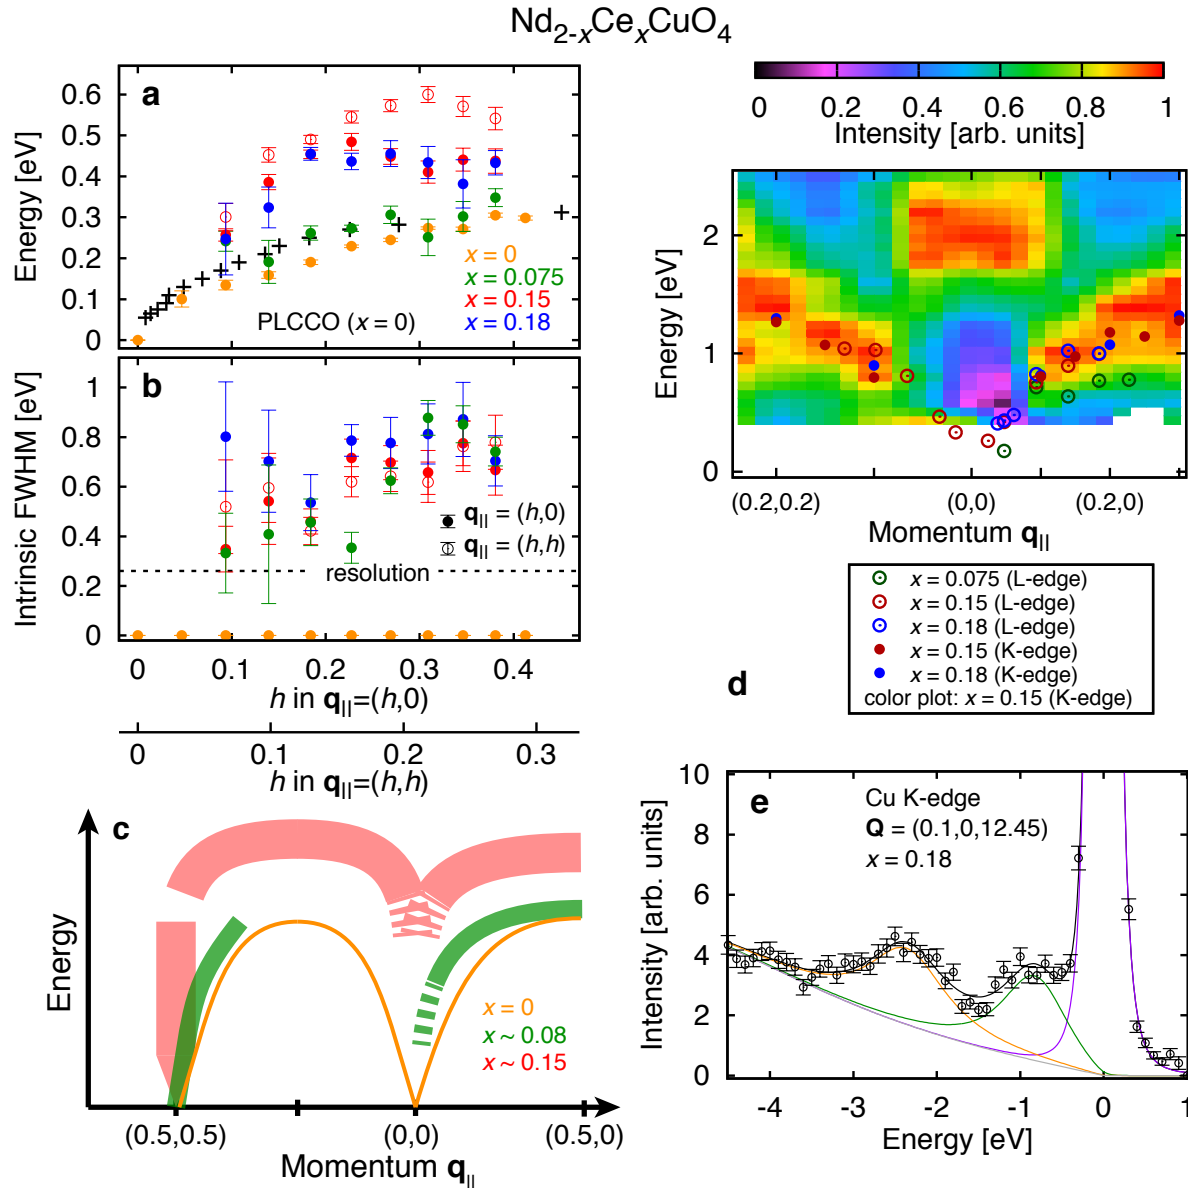 Nd2-xCexCuO4
a
Energy [eV]
0.6
0.5
0.4
0.3
0.2
0.1
0
x = 0
x = 0.075
x = 0.15
x = 0.18
PLCCO (x = 0)
b
Intrinsic FWHM [eV]
1
0.8
0.6
0.4
0.2
0
q|| = (h,0)
q|| = (h,h)
resolution
0 0.1 0.2 0.3 0.4
h in q||=(h,0)
0 0.1 0.2 0.3
h in q||=(h,h)
c
Energy
x = 0
x ~ 0.08
x ~ 0.15
(0.5,0.5) (0,0) (0.5,0)
Momentum q||
0 0.2 0.4 0.6 0.8 1
Intensity [arb. units]
Energy [eV]
2
1
0
(0.2,0.2) (0,0) (0.2,0)
Momentum q||
x = 0.075 (L-edge)
x = 0.15 (L-edge)
x = 0.18 (L-edge)
x = 0.15 (K-edge)
x = 0.18 (K-edge)
color plot: x = 0.15 (K-edge)
d
e
Cu K-edge
Q = (0.1,0,12.45)
x = 0.18
Intensity [arb. units]
10
8
6
4
2
0
-4 -3 -2 -1 0 1
Energy [eV]